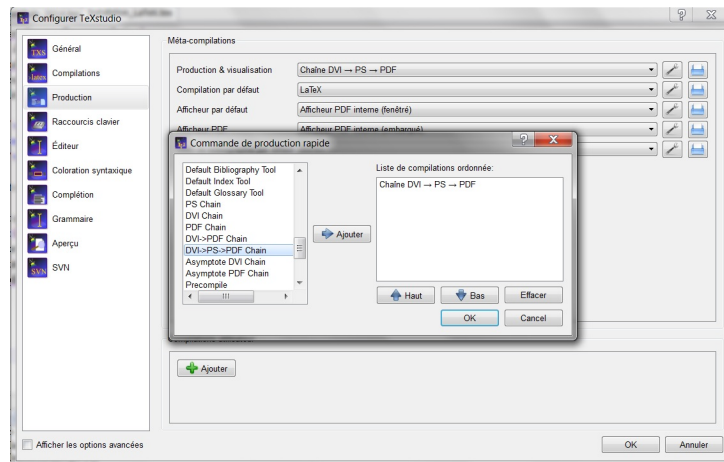 Configurer TeXstudio
Général
Compilations
Production
Raccourcis clavier
Éditeur
Coloration syntaxique
Complétion
Grammaire
Aperçu
SVN
Méta-compilations
Production & visualisation
Chaîne DVI → PS → PDF
Compilation par défaut
LaTeX
Afficheur par défaut
Afficheur PDF interne (fenêtré)
Afficheur PDF
Afficheur PDF interne (embarqué)
Commande de production rapide
Default Bibliography Tool
Default Index Tool
Default Glossary Tool
PS Chain
DVI Chain
PDF Chain
DVI->PDF Chain
DVI->PS->PDF Chain
Asymptote DVI Chain
Asymptote PDF Chain
Precompile
Ajouter
Liste de compilations ordonnée:
Chaîne DVI → PS → PDF
Haut
Bas
Effacer
OK
Cancel
Ajouter
Afficher les options avancées
OK
Annuler